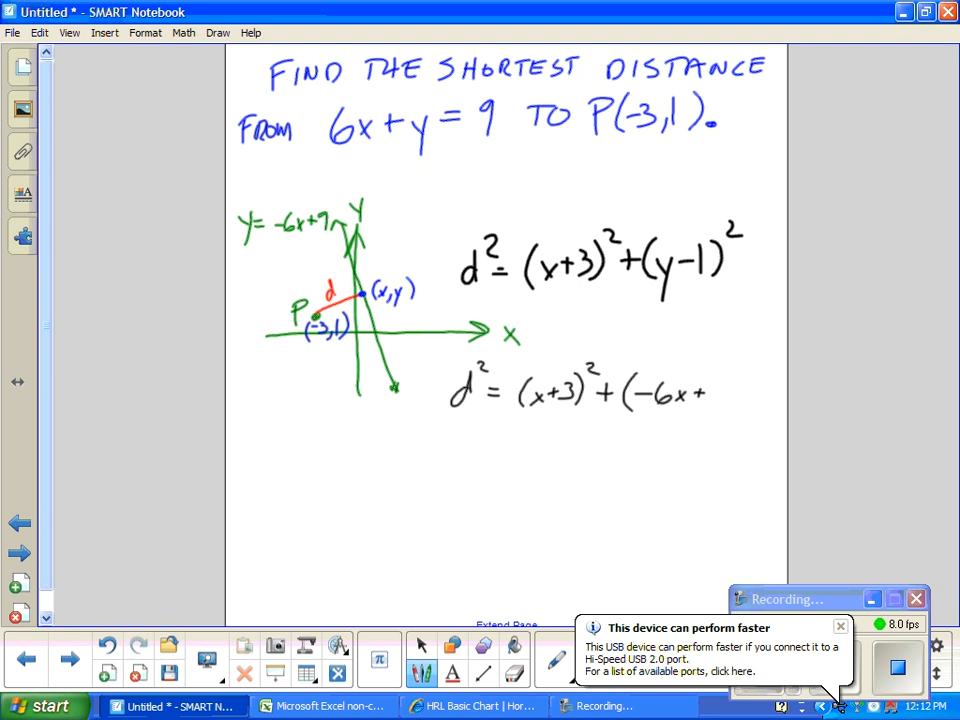 Untitled * - SMART Notebook
File Edit View Insert Format Math Draw Help
FIND THE SHORTEST DISTANCE
FROM 6x+y=9 TO P(-3,1).
y=-6x+9
Y
d²=(x+3)²+(y-1)²
d
(x,y)
P
(-3,1)
X
d²=(x+3)²+(-6x+
Extend Page
Recording...
8.0 fps
This device can perform faster
This USB device can perform faster if you connect it to a
Hi-Speed USB 2.0 port.
For a list of available ports, click here.
π
A
start
Untitled * - SMART N...
Microsoft Excel non-c...
HRL Basic Chart | Hor...
Recording...
12:12 PM